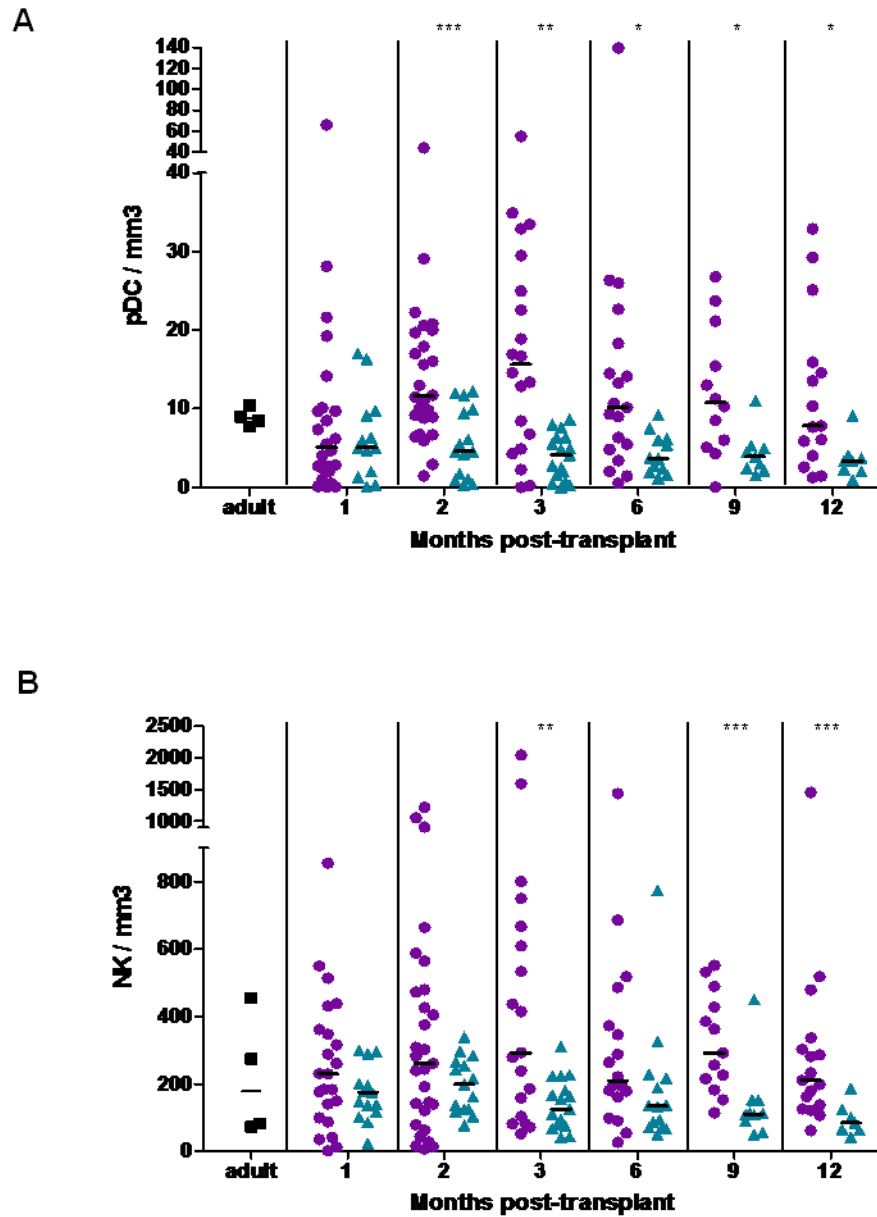 A
*** ** * * *
140
120
100
80
60
40
40
30
20
10
0
pDC / mm3
adult 1 2 3 6 9 12
Months post-transplant
B
** *** ***
2500
2000
1500
1000
800
600
400
200
0
NK / mm3
adult 1 2 3 6 9 12
Months post-transplant